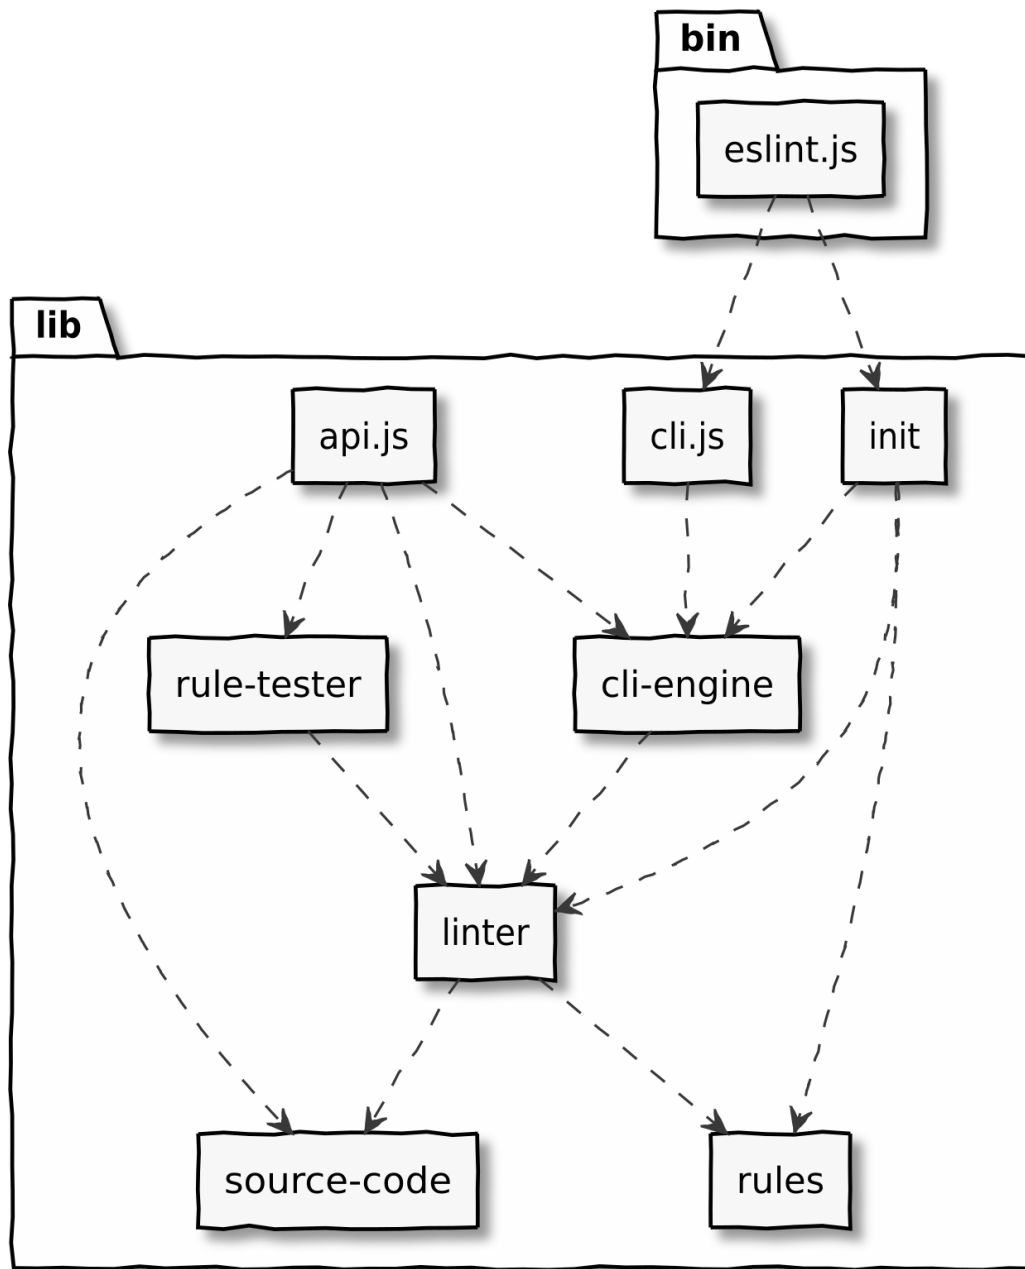 bin
eslint.js
lib
api.js
cli.js
init
rule-tester
cli-engine
linter
source-code
rules